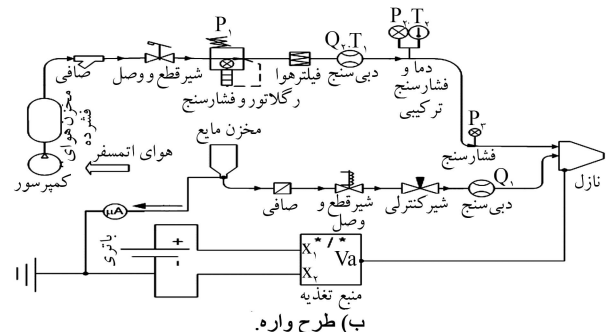 P۱
P۲،T۲
Q۲،T۱
صافی
شیر قطع و وصل
فیلتر هوا
دبی‌سنج
دما و
فشارسنج
ترکیبی
رگلاتور و فشارسنج
مخزن هوای
فشرده
مخزن مایع
P۳
هوای اتمسفر
فشارسنج
کمپرسور
نازل
Q۱
صافی
شیر قطع و
وصل
شیر کنترلی
دبی‌سنج
µA
باتری
+
-
x۱
* / *
Va
x۲
منبع تغذیه
ب) طرح واره.